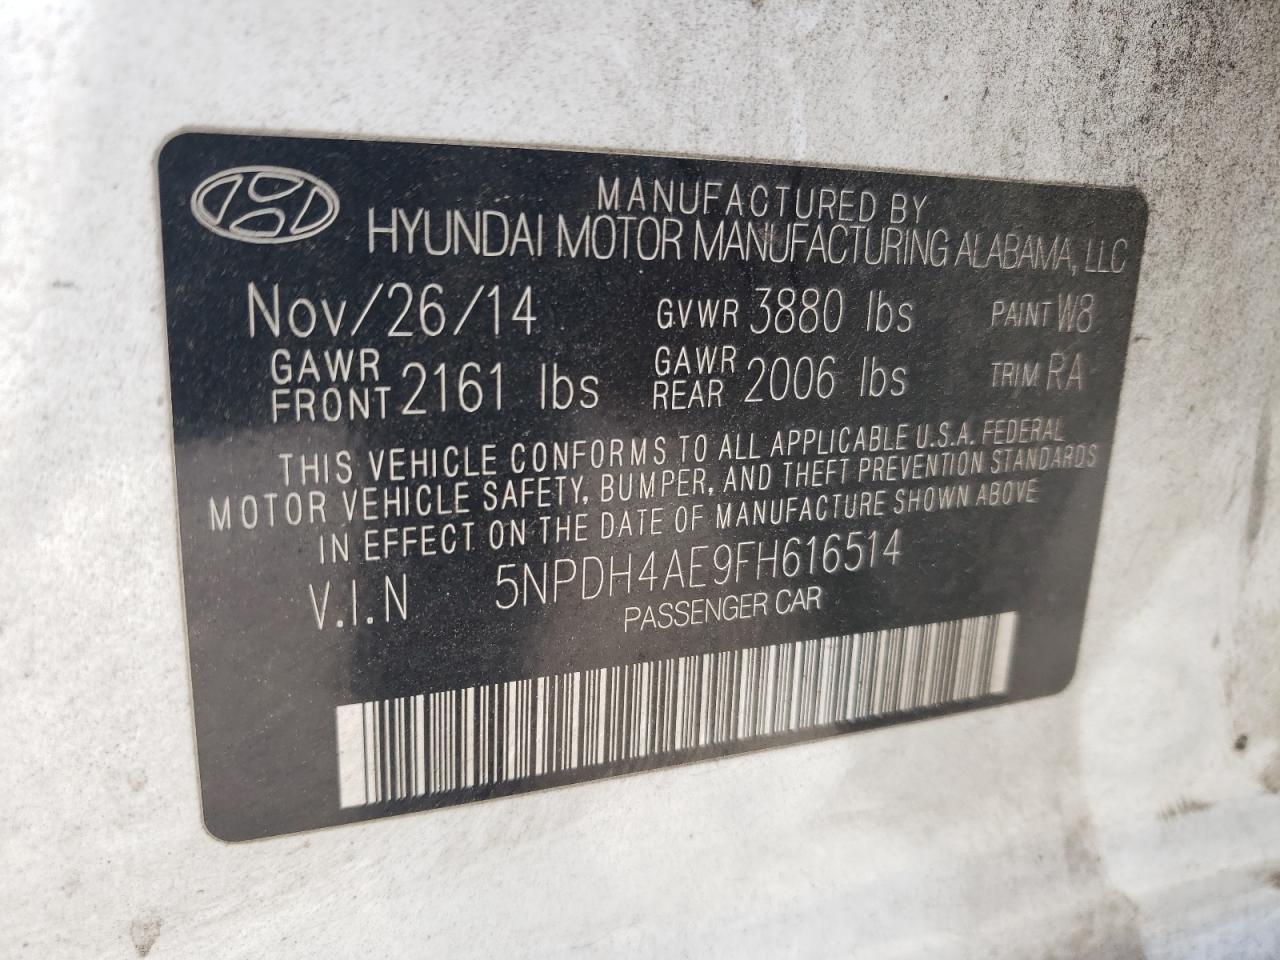 MANUFACTURED BY
HYUNDAI MOTOR MANUFACTURING ALABAMA, LLC
Nov/26/14 GVWR 3880 lbs PAINT W8
GAWR FRONT 2161 lbs GAWR REAR 2006 lbs TRIM RA
THIS VEHICLE CONFORMS TO ALL APPLICABLE U.S.A. FEDERAL
MOTOR VEHICLE SAFETY, BUMPER, AND THEFT PREVENTION STANDARDS
IN EFFECT ON THE DATE OF MANUFACTURE SHOWN ABOVE
V.I.N 5NPDH4AE9FH616514
PASSENGER CAR